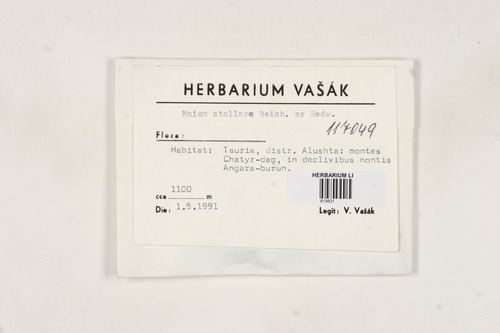 HERBARIUM VAŠÁK
Mnium stellare Reich. ex Hedw.
117049
Flora:
Habitat: Tauria, distr. Alushta: montes
Chatyr-dag, in declivibus montis
Angara-burun.
HERBARIUM LI
cca 1100 m
Die: 1.5.1991
Legit: V. Vašák